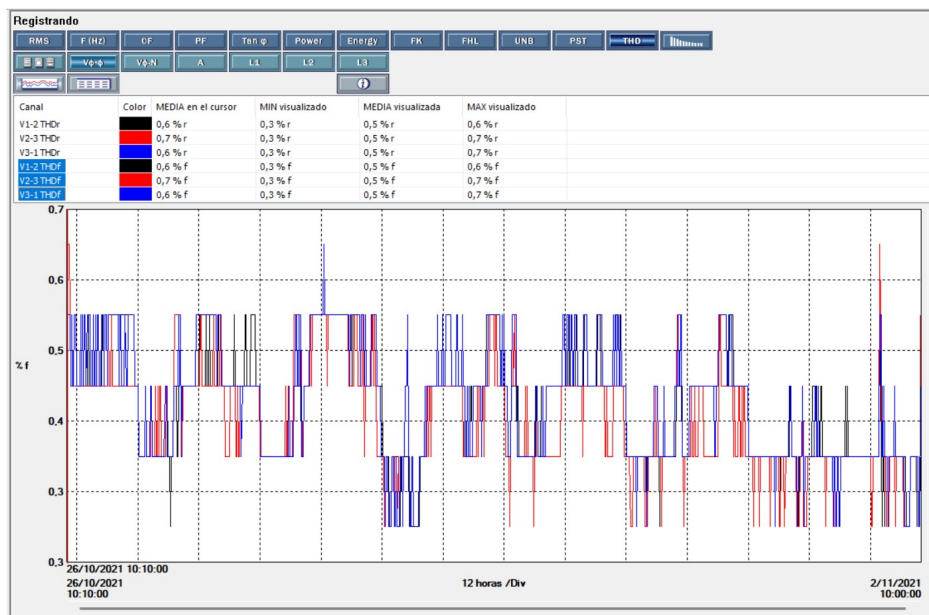 Registrando
RMS F (Hz) CF PF Tan φ Power Energy FK FHL UNB PST THD
Vφ-φ Vφ-N A L1 L2 L3
Canal Color MEDIA en el cursor MIN visualizado MEDIA visualizada MAX visualizado
V1-2 THDr 0,6 % r 0,3 % r 0,5 % r 0,6 % r
V2-3 THDr 0,7 % r 0,3 % r 0,5 % r 0,7 % r
V3-1 THDr 0,6 % r 0,3 % r 0,5 % r 0,7 % r
V1-2 THDf 0,6 % f 0,3 % f 0,5 % f 0,6 % f
V2-3 THDf 0,7 % f 0,3 % f 0,5 % f 0,7 % f
V3-1 THDf 0,6 % f 0,3 % f 0,5 % f 0,7 % f
0,7
0,6
0,5
% f
0,4
0,3
0,3
26/10/2021 10:10:00
26/10/2021 12 horas /Div 2/11/2021
10:10:00 10:00:00